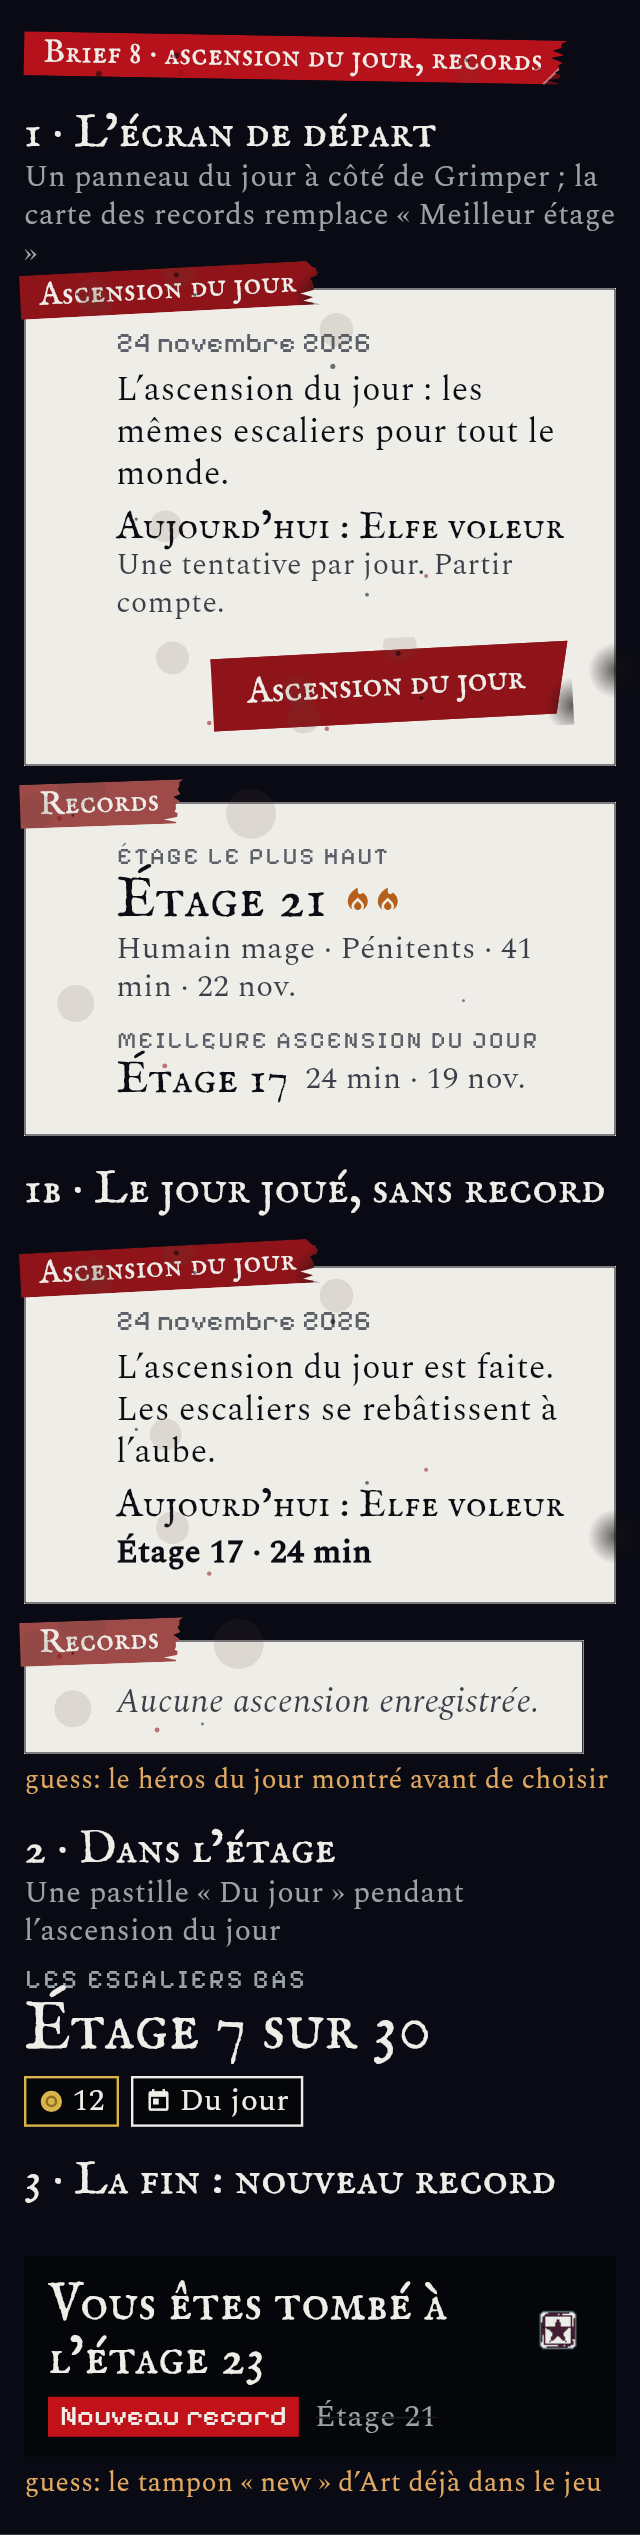 Brief 8 · ascension du jour, records
1 · L'écran de départ
Un panneau du jour à côté de Grimper ; la
carte des records remplace « Meilleur étage
»
Ascension du jour
24 novembre 2026
L'ascension du jour : les
mêmes escaliers pour tout le
monde.
Aujourd'hui : Elfe voleur
Une tentative par jour. Partir
compte.
Ascension du jour
Records
ÉTAGE LE PLUS HAUT
Étage 21
Humain mage · Pénitents · 41
min · 22 nov.
MEILLEURE ASCENSION DU JOUR
Étage 17 24 min · 19 nov.
1b · Le jour joué, sans record
Ascension du jour
24 novembre 2026
L'ascension du jour est faite.
Les escaliers se rebâtissent à
l'aube.
Aujourd'hui : Elfe voleur
Étage 17 · 24 min
Records
Aucune ascension enregistrée.
guess: le héros du jour montré avant de choisir
2 · Dans l'étage
Une pastille « Du jour » pendant
l'ascension du jour
LES ESCALIERS BAS
Étage 7 sur 30
12 Du jour
3 · La fin : nouveau record
Vous êtes tombé à
l'étage 23
Nouveau record Étage 21
guess: le tampon « new » d'Art déjà dans le jeu